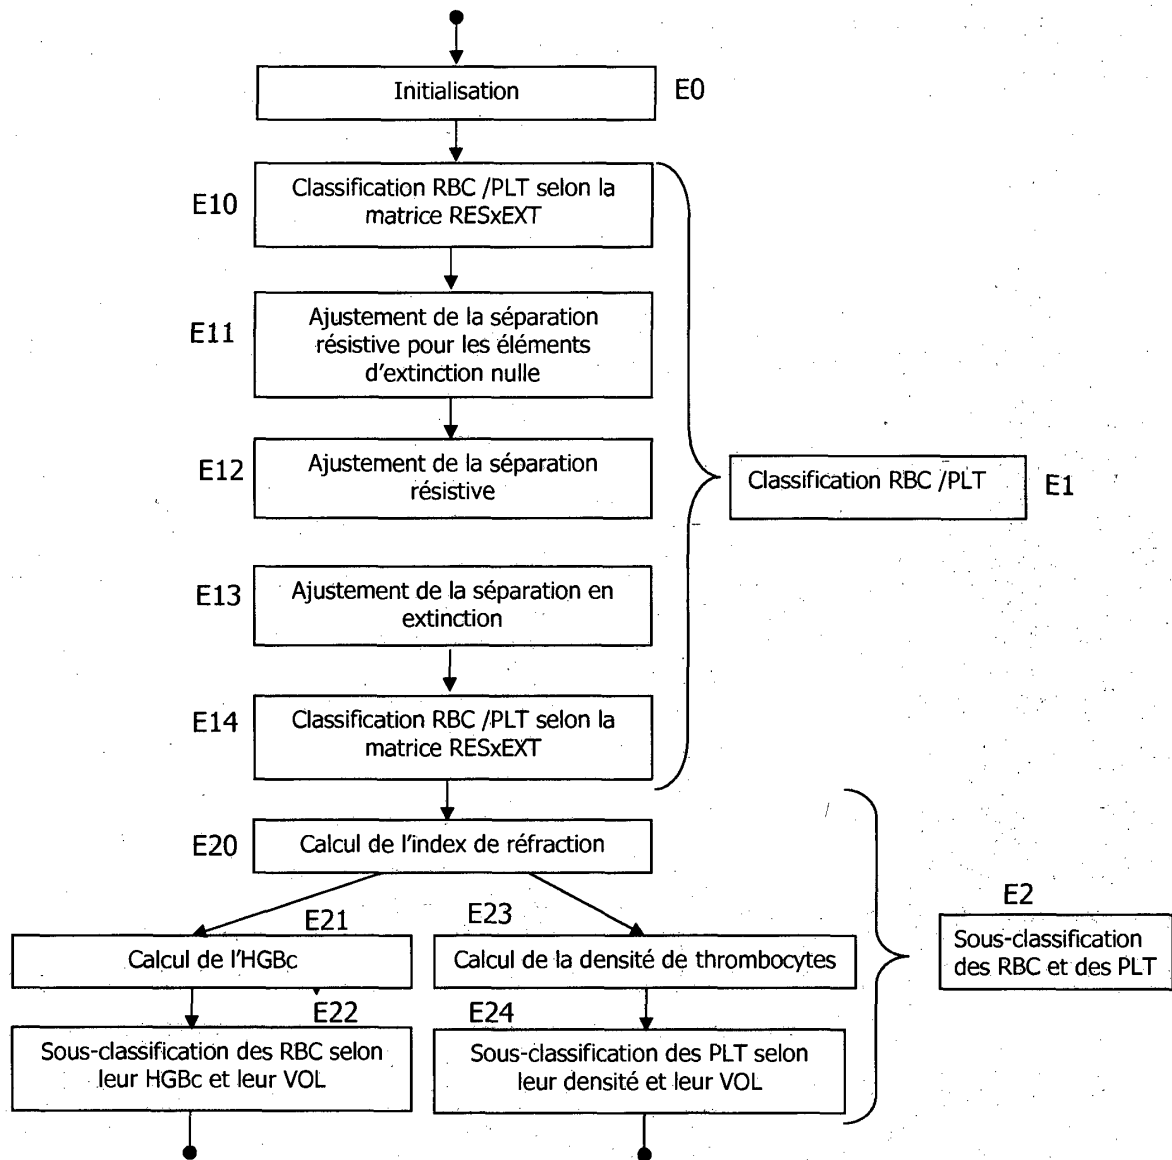 Initialisation
E0
E10
Classification RBC /PLT selon la
matrice RESxEXT
E11
Ajustement de la séparation
résistive pour les éléments
d'extinction nulle
E12
Ajustement de la séparation
résistive
Classification RBC /PLT
E1
E13
Ajustement de la séparation en
extinction
E14
Classification RBC /PLT selon la
matrice RESxEXT
E20
Calcul de l'index de réfraction
E21
Calcul de l'HGBc
E23
Calcul de la densité de thrombocytes
E2
Sous-classification
des RBC et des PLT
E22
Sous-classification des RBC selon
leur HGBc et leur VOL
E24
Sous-classification des PLT selon
leur densité et leur VOL